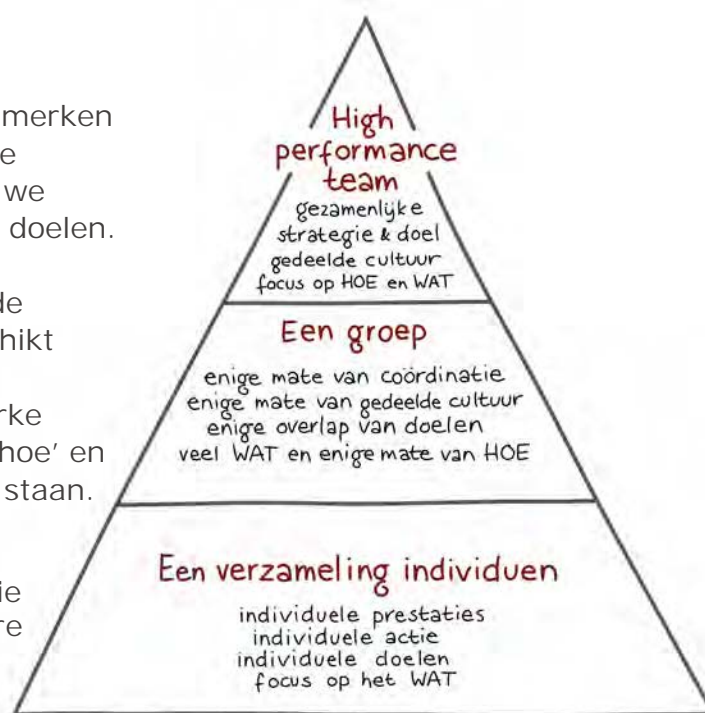 merken
e
we
doelen.
de
hikt
rke
hoe' en
staan.
ie
re
High
performance
team
gezamenlijke
strategie & doel
gedeelde cultuur
focus op HOE en WAT
Een groep
enige mate van coördinatie
enige mate van gedeelde cultuur
enige overlap van doelen
veel WAT en enige mate van HOE
Een verzameling individuen
individuele prestaties
individuele actie
individuele doelen
focus op het WAT